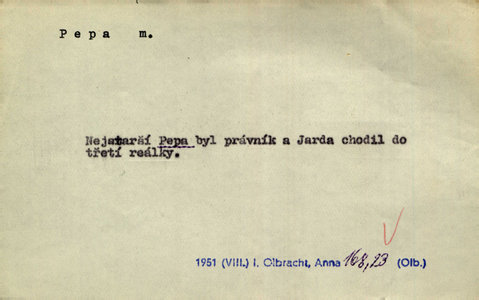 Pepa m.
Nejstarší Pepa byl právník a Jarda chodil do
třetí reálky.
1951 (VIII.) I. Olbracht, Anna 168,23 (Olb.)